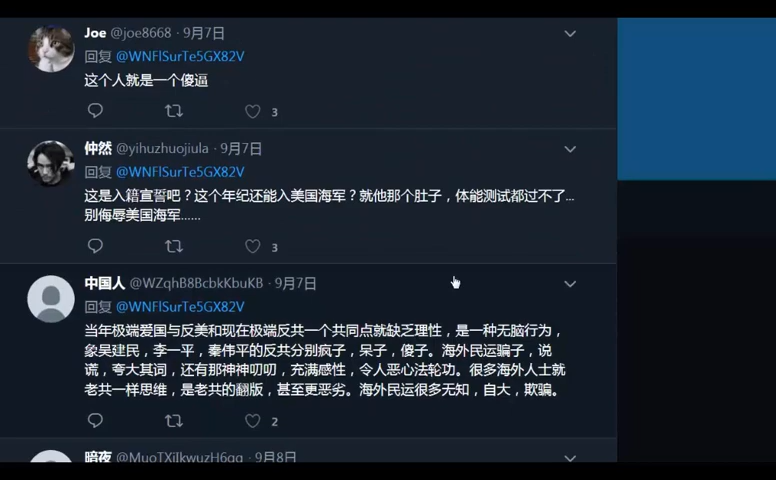 Joe @joe8668 · 9月7日
回复 @WNFlSurTe5GX82V
这个人就是一个傻逼
3
仲然 @yihuzhuojiula · 9月7日
回复 @WNFlSurTe5GX82V
这是入籍宣誓吧？这个年纪还能入美国海军？就他那个肚子，体能测试都过不了...
别侮辱美国海军......
3
中国人 @WZqhB8BcbkKbuKB · 9月7日
回复 @WNFlSurTe5GX82V
当年极端爱国与反美和现在极端反共一个共同点就缺乏理性，是一种无脑行为，
象吴建民，李一平，秦伟平的反共分别疯子，呆子，傻子。海外民运骗子，说
谎，夸大其词，还有那神神叨叨，充满感性，令人恶心法轮功。很多海外人士就
老共一样思维，是老共的翻版，甚至更恶劣。海外民运很多无知，自大，欺骗。
2
暗夜 @MuoTXjIkwuzH6gg · 9月8日